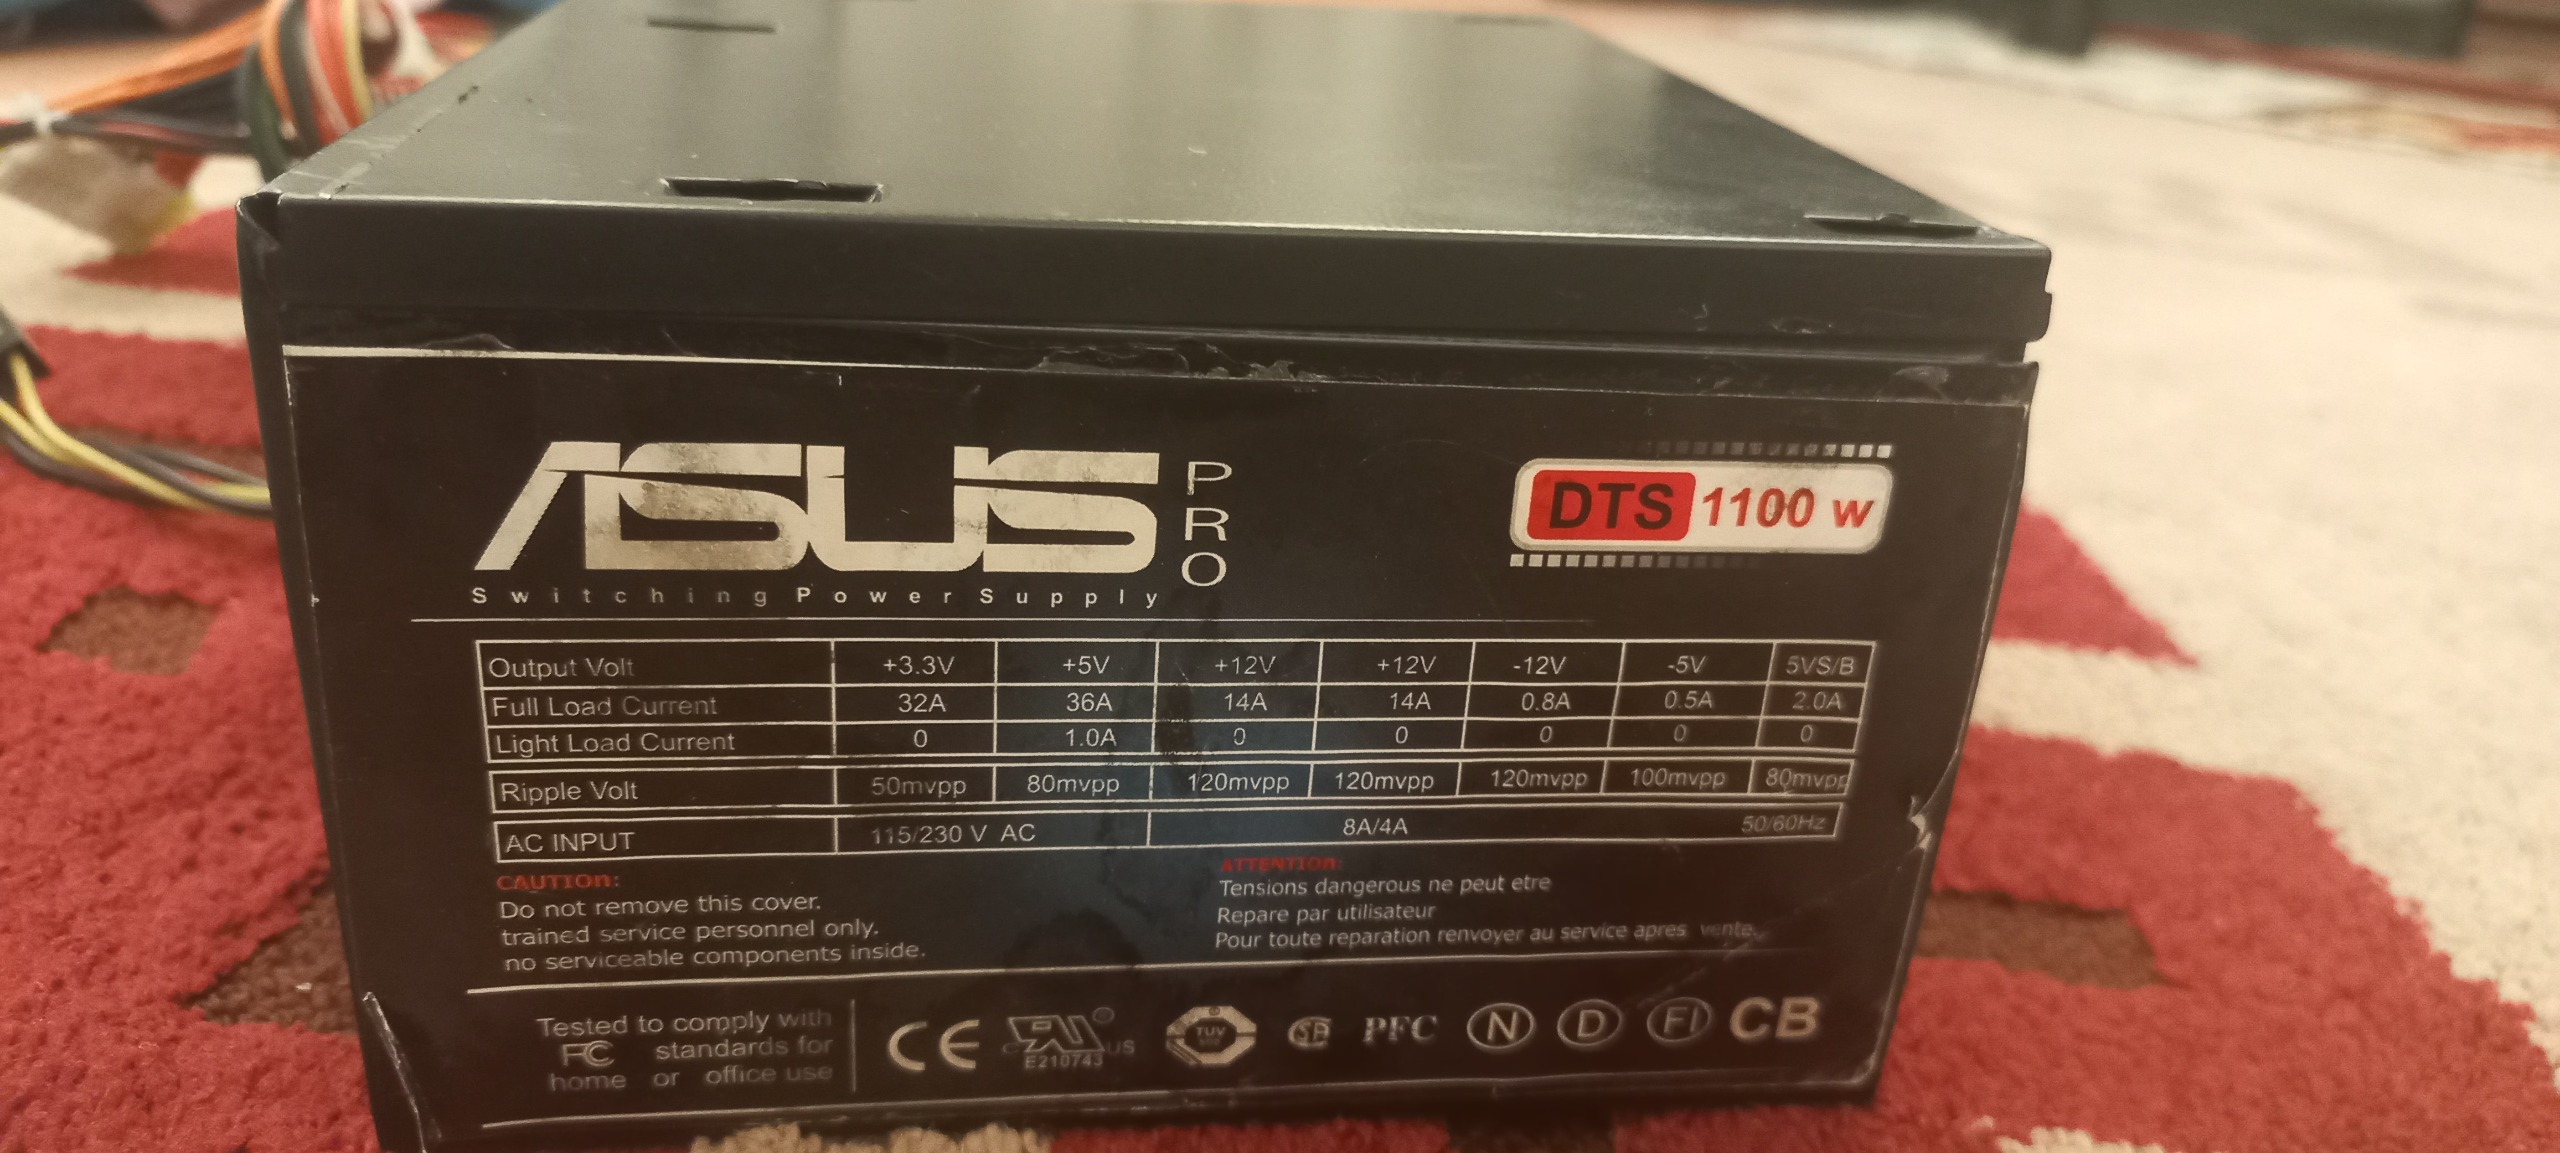 ASUS PRO
Switching Power Supply
DTS 1100 w
Output Volt +3.3V +5V +12V +12V -12V -5V 5VS/B
Full Load Current 32A 36A 14A 14A 0.8A 0.5A 2.0A
Light Load Current 0 1.0A 0 0 0 0 0
Ripple Volt 50mvpp 80mvpp 120mvpp 120mvpp 120mvpp 100mvpp 80mvpp
AC INPUT 115/230 V AC 8A/4A 50/60Hz
CAUTION:
Do not remove this cover.
trained service personnel only.
no serviceable components inside.
ATTENTION:
Tensions dangerous ne peut etre
Repare par utilisateur
Pour toute reparation renvoyer au service apres vente.
Tested to comply with
FC standards for
home or office use
CE
c RU US
E210743
TUV
PFC N D FI CB